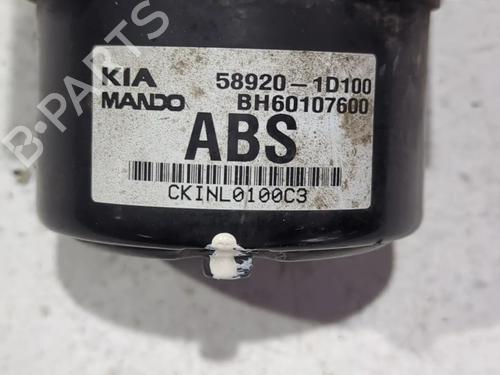 KIA 58920-1D100
MANDO BH60107600
ABS
CKINL0100C3
B-Parts